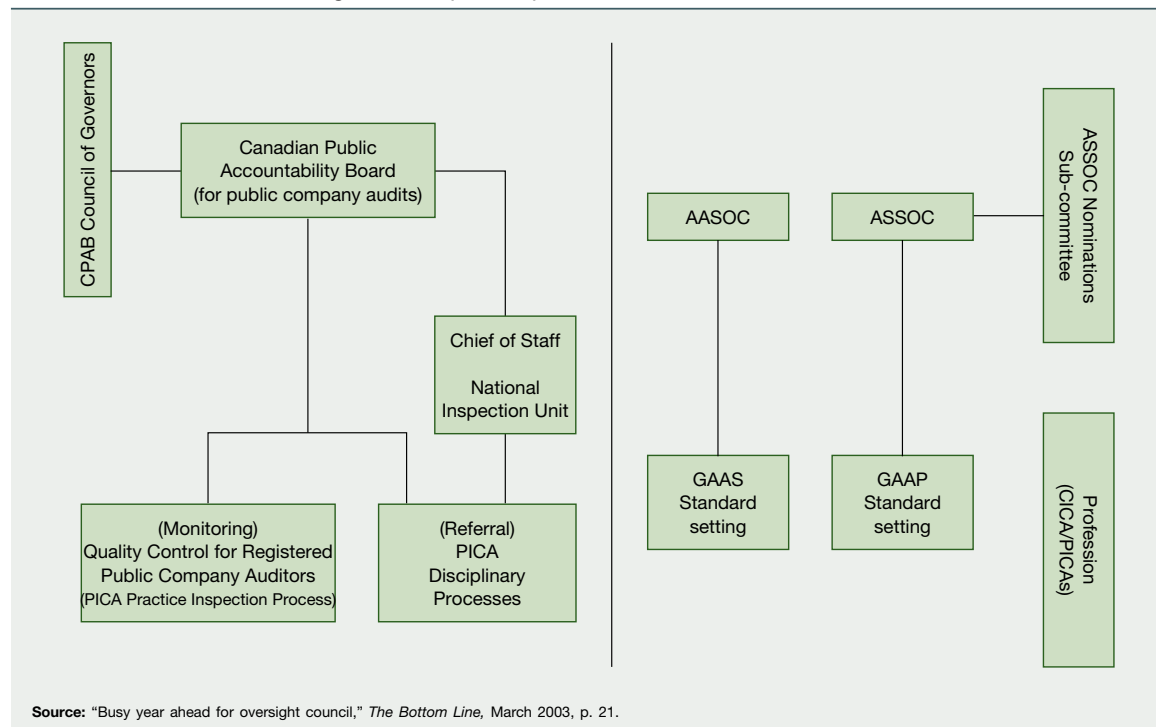 CPAB Council of Governors
Canadian Public
Accountability Board
(for public company audits)
Chief of Staff
National
Inspection Unit
(Monitoring)
Quality Control for Registered
Public Company Auditors
(PICA Practice Inspection Process)
(Referral)
PICA
Disciplinary
Processes
AASOC
ASSOC
ASSOC Nominations
Sub-committee
GAAS
Standard
setting
GAAP
Standard
setting
Profession
(CICA/PICAs)
Source: “Busy year ahead for oversight council,” The Bottom Line, March 2003, p. 21.